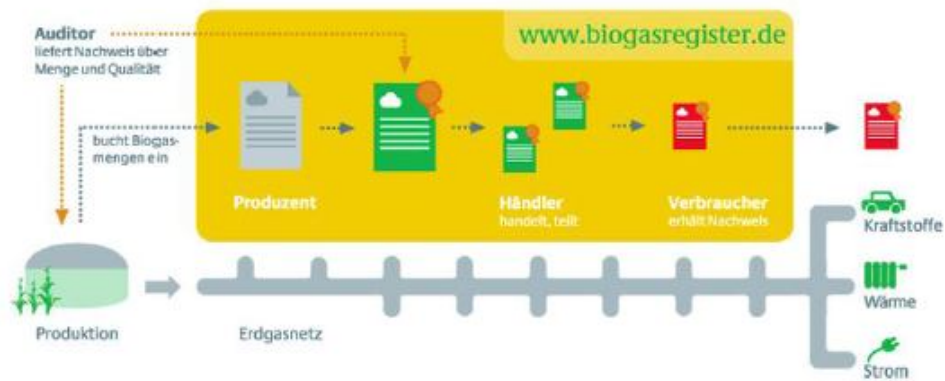 Auditor
liefert Nachweis über
Menge und Qualität
www.biogasregister.de
bucht Biogas-
mengen ein
Produzent
Händler
handelt, teilt
Verbraucher
erhält Nachweis
Kraftstoffe
Wärme
Strom
Produktion
Erdgasnetz